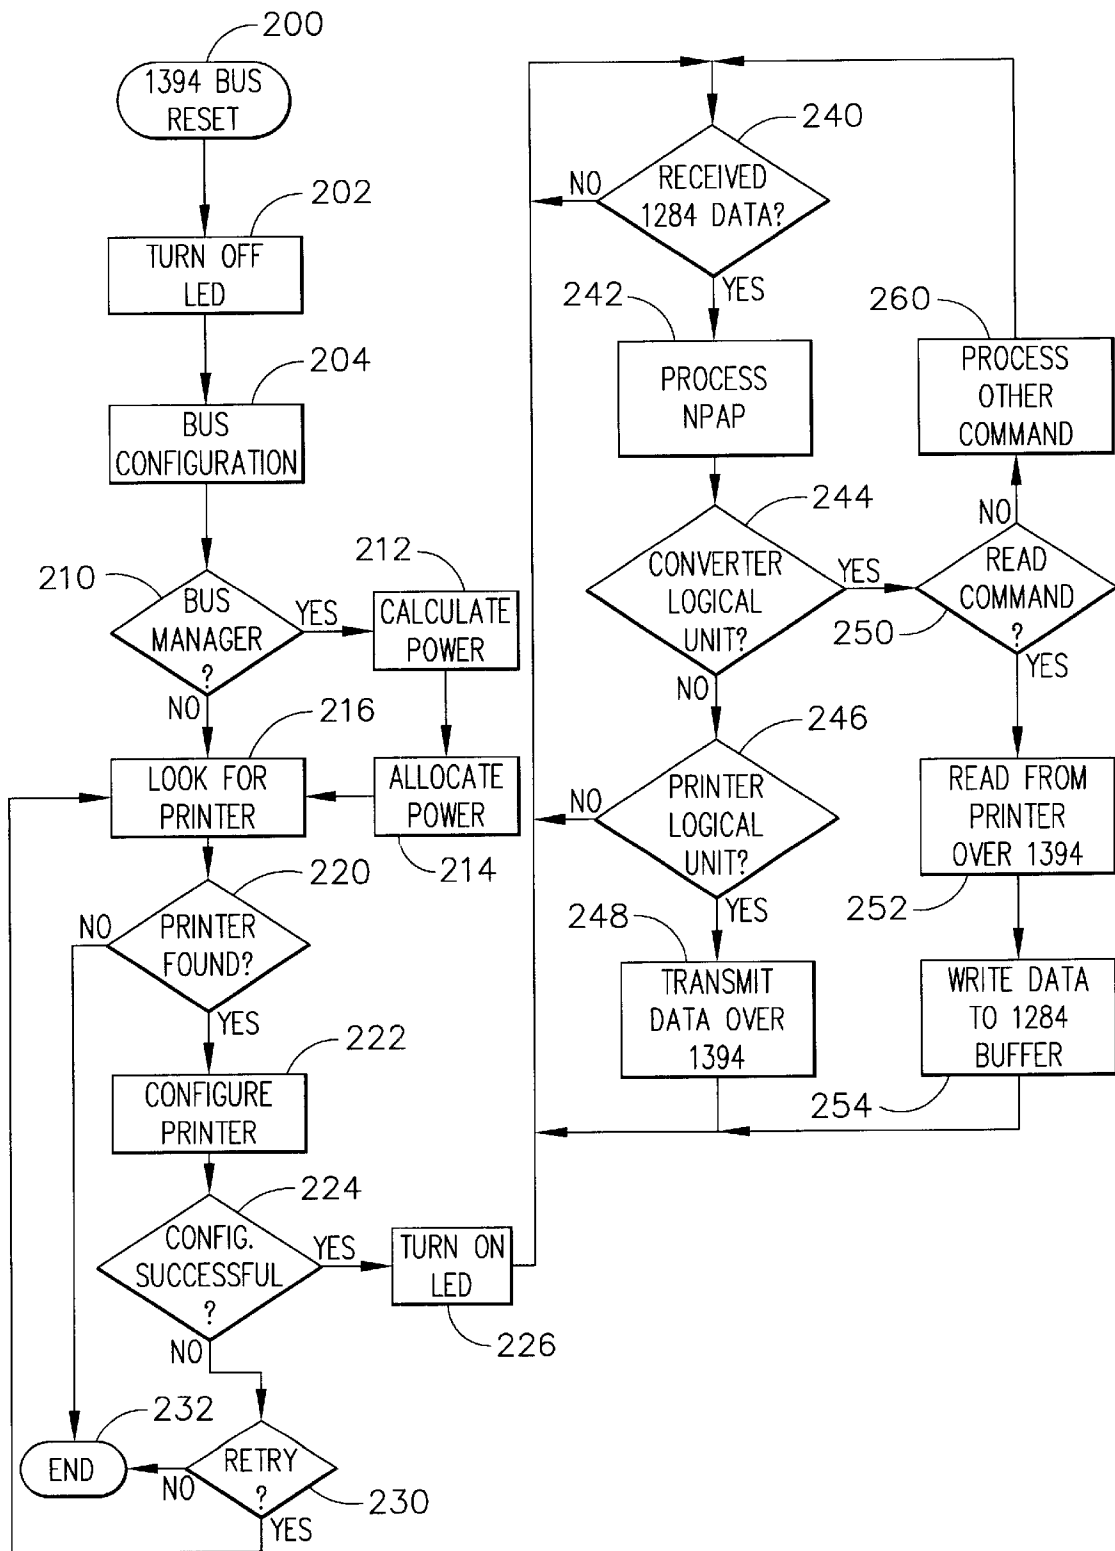 200
1394 BUS
RESET
202
TURN OFF
LED
204
BUS
CONFIGURATION
210
BUS
MANAGER
?
YES
NO
212
CALCULATE
POWER
216
LOOK FOR
PRINTER
ALLOCATE
POWER
214
220
NO
PRINTER
FOUND?
YES
222
CONFIGURE
PRINTER
224
CONFIG.
SUCCESSFUL
?
YES
NO
TURN ON
LED
226
232
END
RETRY
?
NO
230
YES
240
NO
RECEIVED
1284 DATA?
YES
242
PROCESS
NPAP
244
CONVERTER
LOGICAL
UNIT?
YES
NO
246
NO
PRINTER
LOGICAL
UNIT?
YES
248
TRANSMIT
DATA OVER
1394
260
PROCESS
OTHER
COMMAND
NO
READ
COMMAND
?
250
YES
READ FROM
PRINTER
OVER 1394
252
WRITE DATA
TO 1284
BUFFER
254